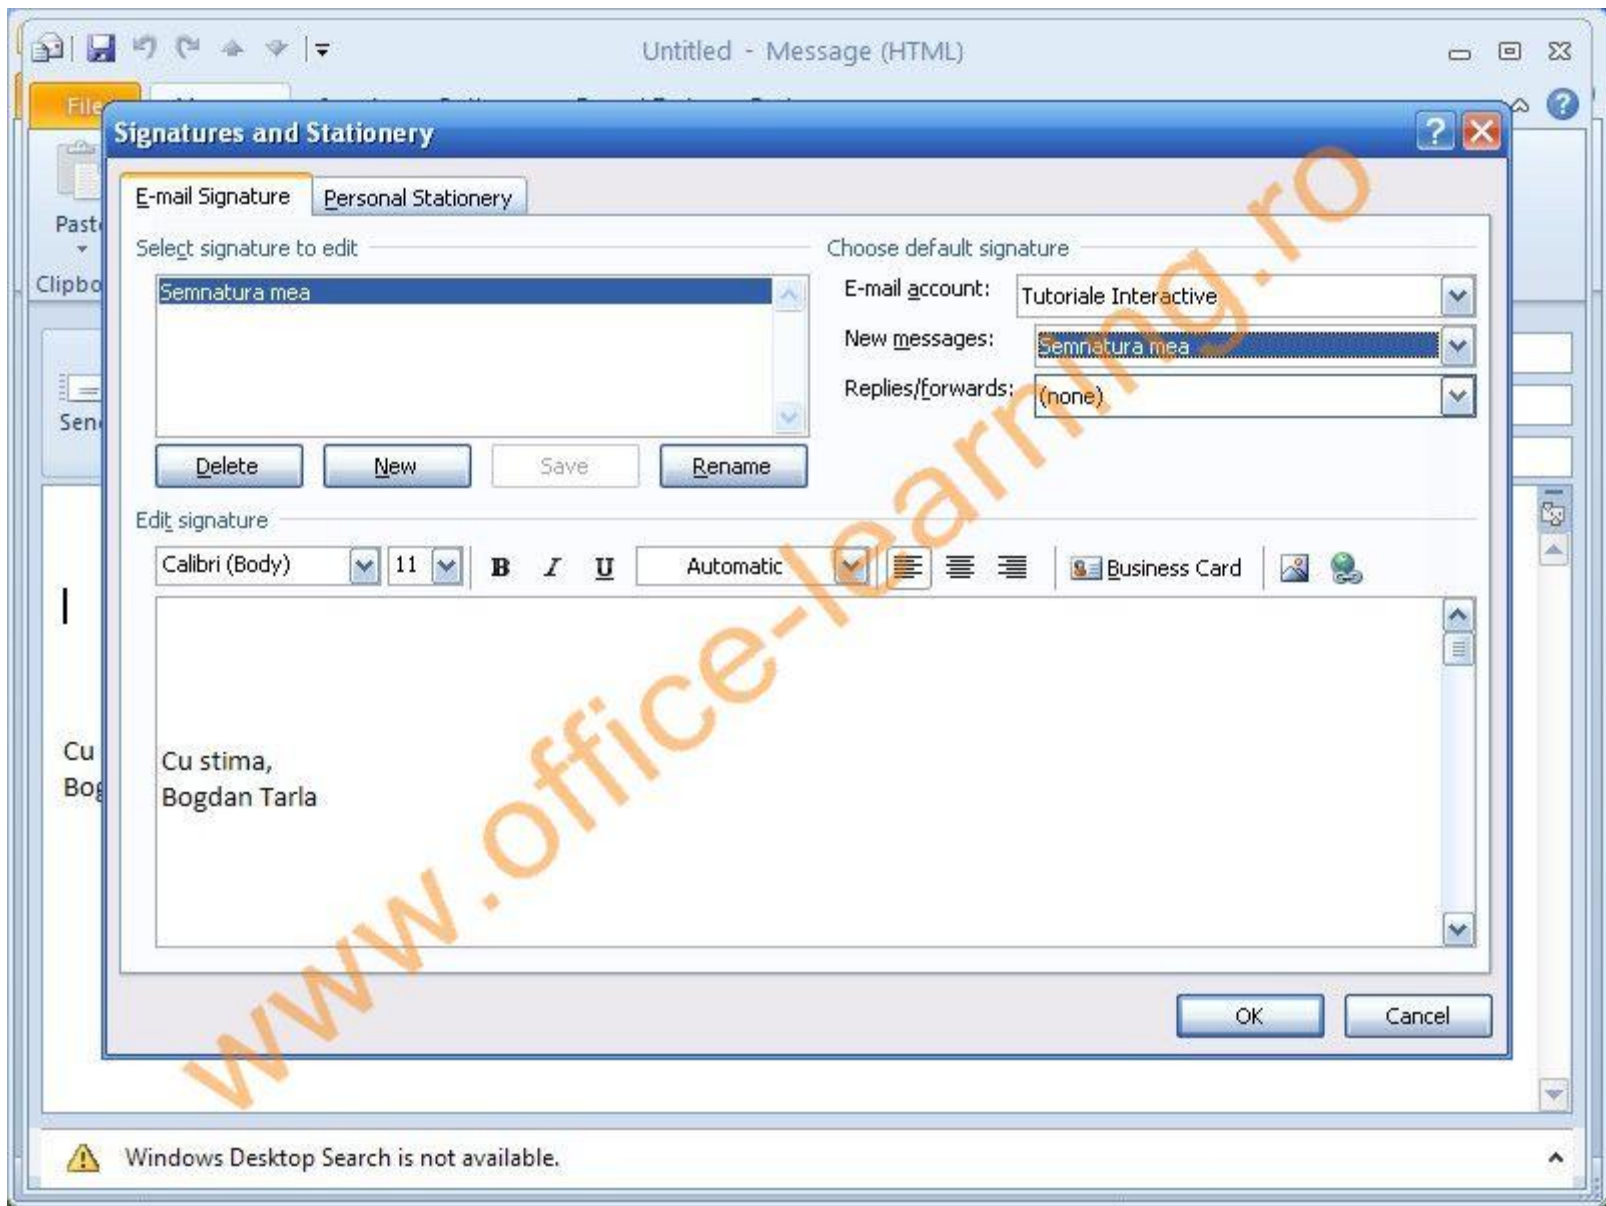 Untitled - Message (HTML)
File
Signatures and Stationery
E-mail Signature
Personal Stationery
Select signature to edit
Choose default signature
Semnatura mea
E-mail account:
Tutoriale Interactive
New messages:
Semnatura mea
Replies/forwards:
(none)
Delete
New
Save
Rename
Edit signature
Calibri (Body)
11
B
I
U
Automatic
Business Card
Cu stima,
Bogdan Tarla
OK
Cancel
Past
Clipbo
Sen
Cu
Bog
Windows Desktop Search is not available.
www.office-learning.ro